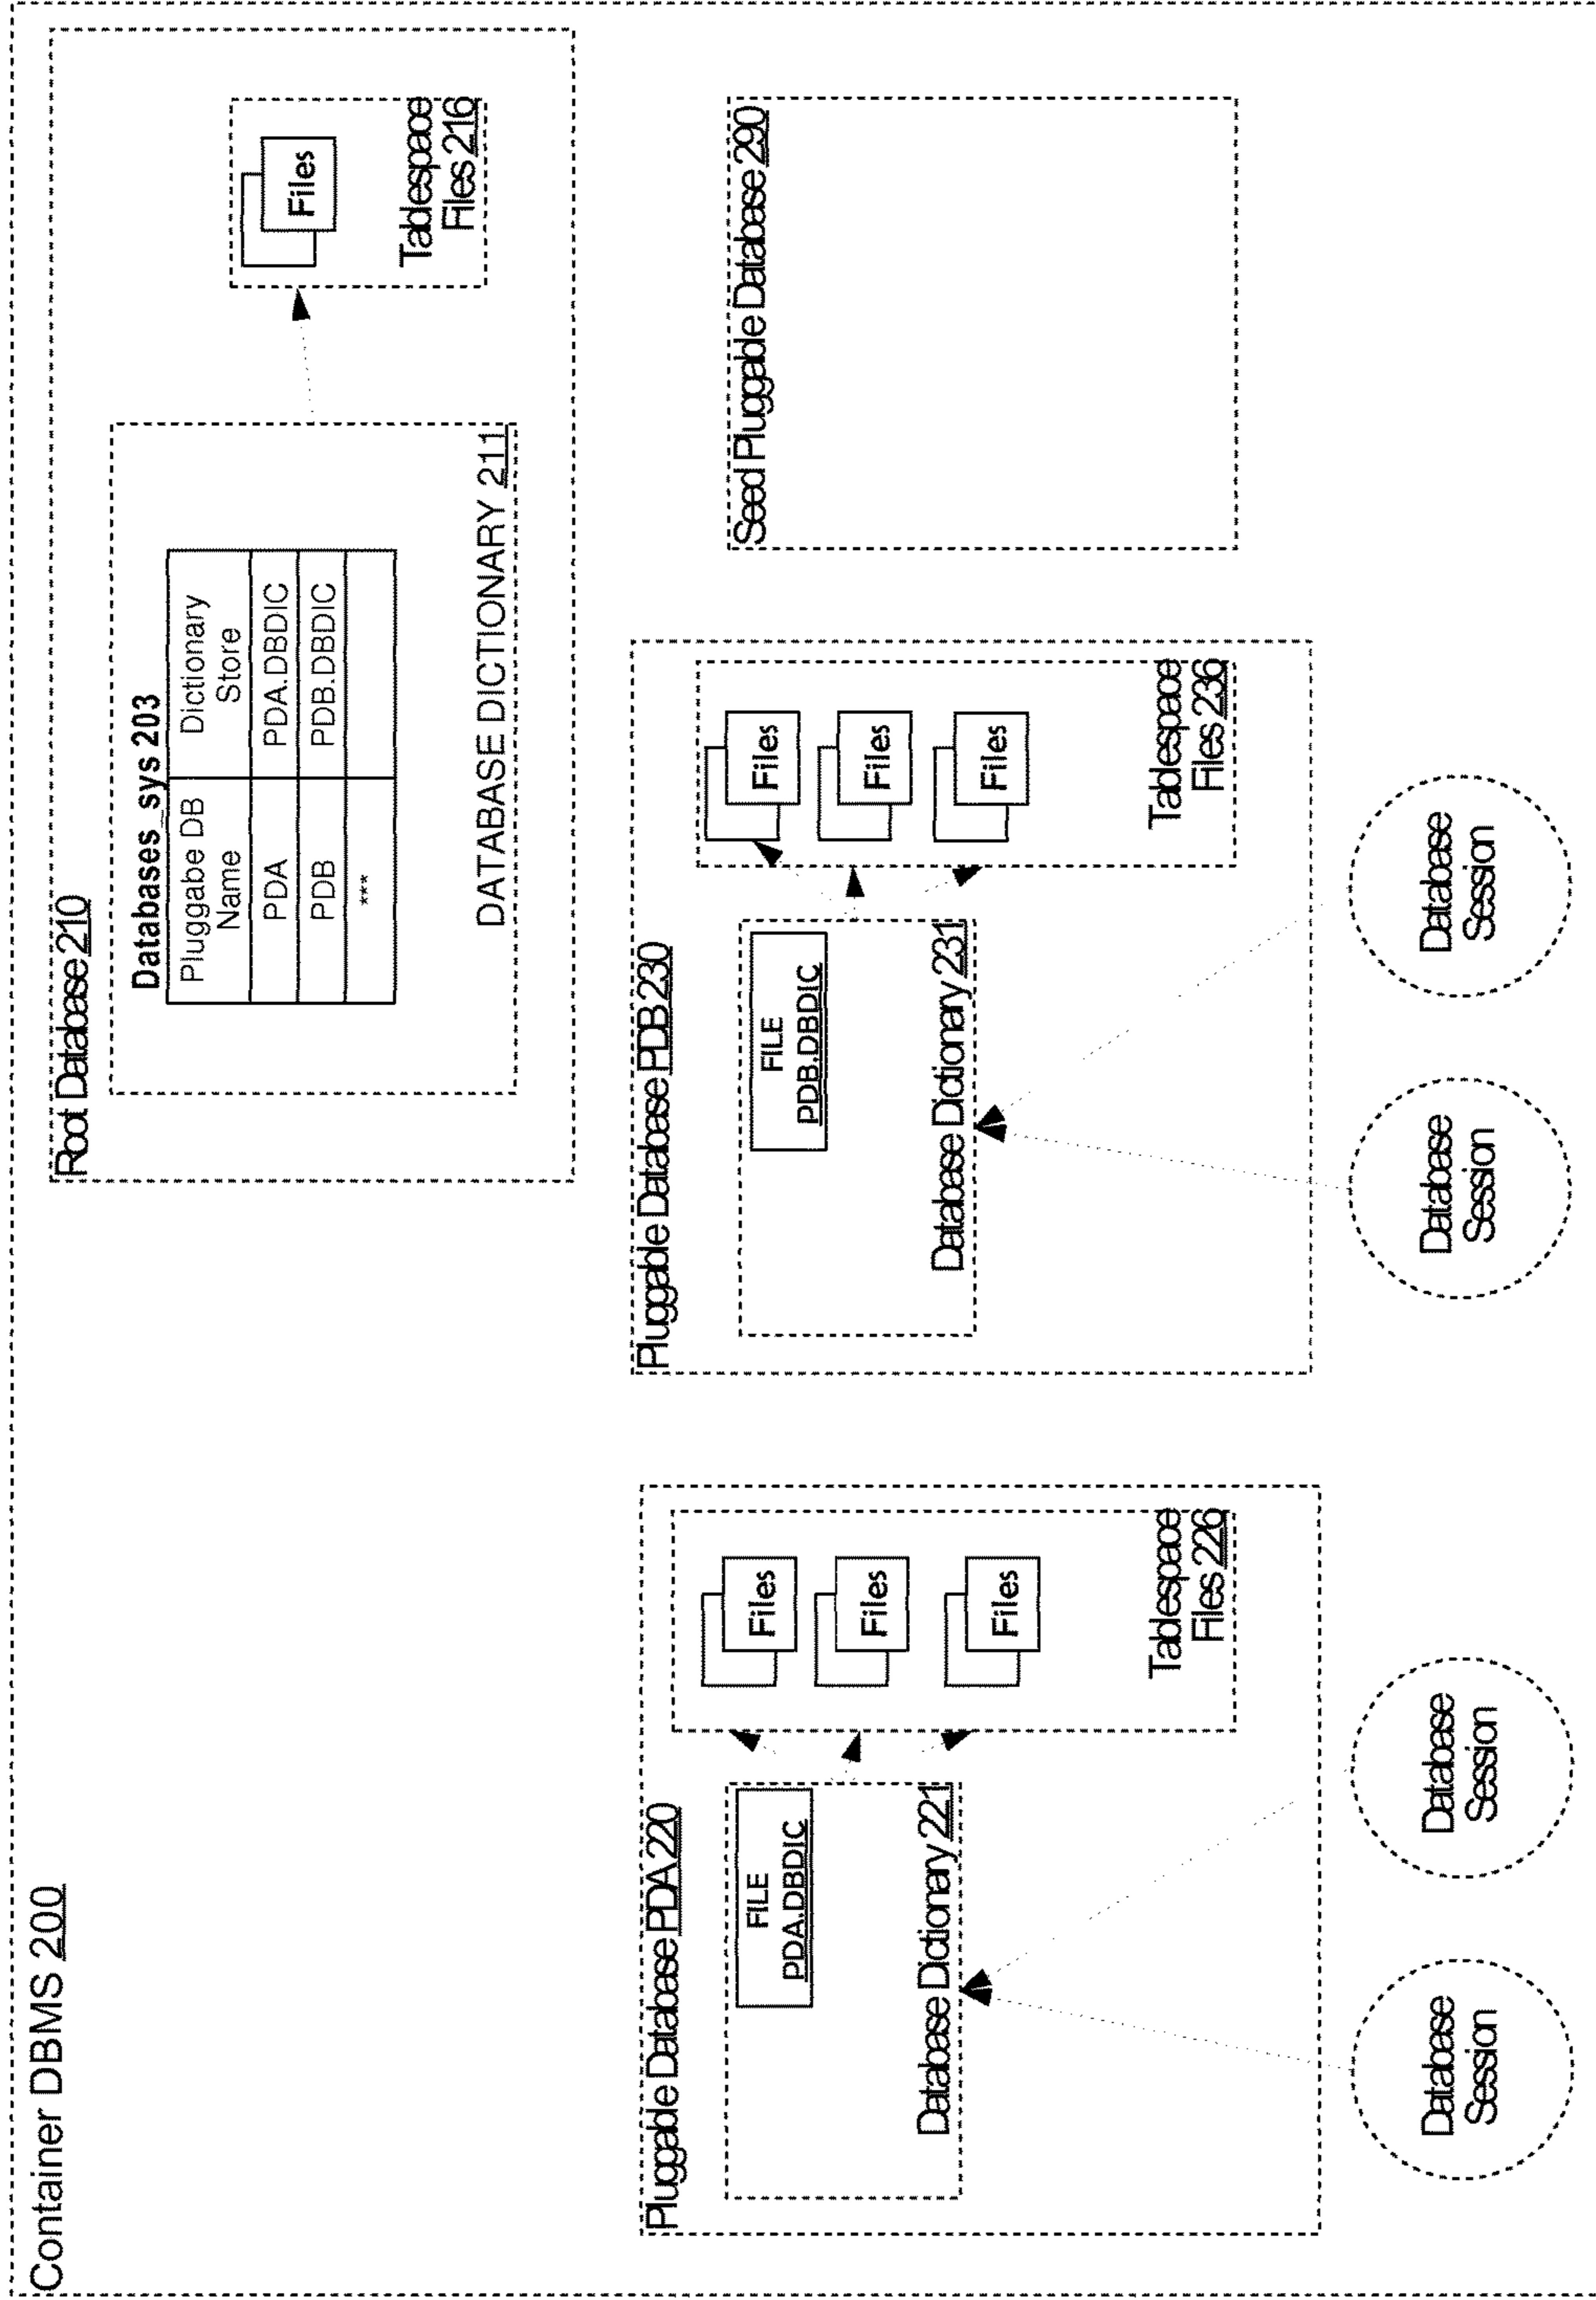 Container DBMS 200
Root Database 210
Databases_sys 203
Pluggabe DB
Name
Dictionary
Store
PDA
PDA.DBDIC
PDB
PDB.DBDIC
***
DATABASE DICTIONARY 211
Files
Tablespace
Files 216
Pluggable Database PDA 220
FILE
PDA.DBDIC
Database Dictionary 221
Files
Files
Files
Tablespace
Files 226
Database
Session
Database
Session
Pluggable Database PDB 230
FILE
PDB.DBDIC
Database Dictionary 231
Files
Files
Files
Tablespace
Files 236
Database
Session
Database
Session
Seed Pluggable Database 290